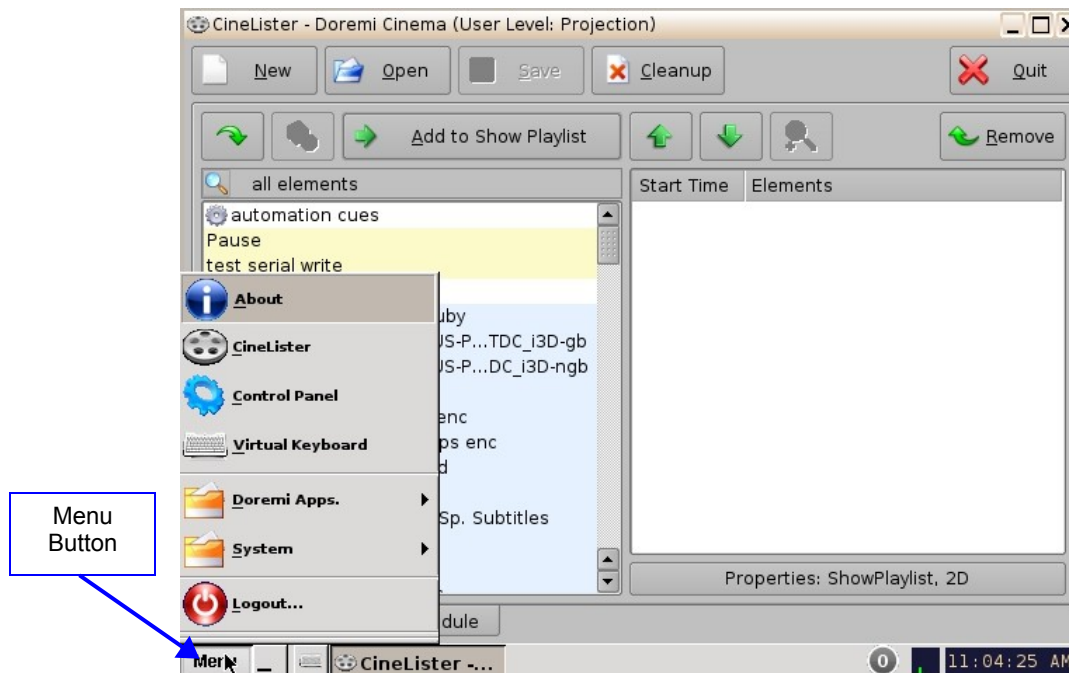 CineLister - Doremi Cinema (User Level: Projection)
New Open Save Cleanup Quit
Add to Show Playlist Remove
all elements
Start Time Elements
automation cues
Pause
test serial write
About
CineLister
JS-P...TDC_i3D-gb
JS-P...DC_i3D-ngb
Control Panel
enc
Virtual Keyboard
ps enc
Doremi Apps.
Sp. Subtitles
System
Properties: ShowPlaylist, 2D
Logout...
dule
Menu
Button
Menu
CineLister -...
0
11:04:25 AM